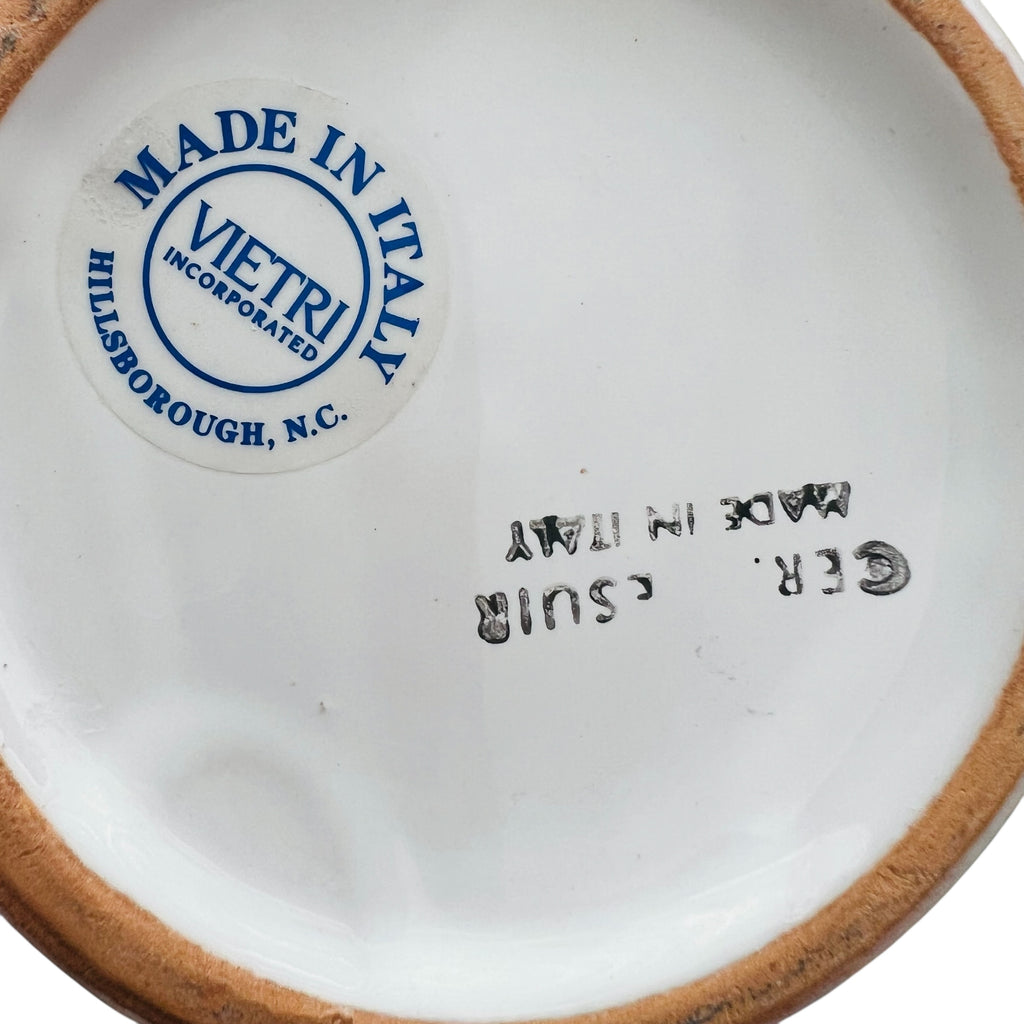 MADE IN ITALY
VIETRI
INCORPORATED
HILLSBOROUGH, N.C.
CER.
MADE IN ITALY